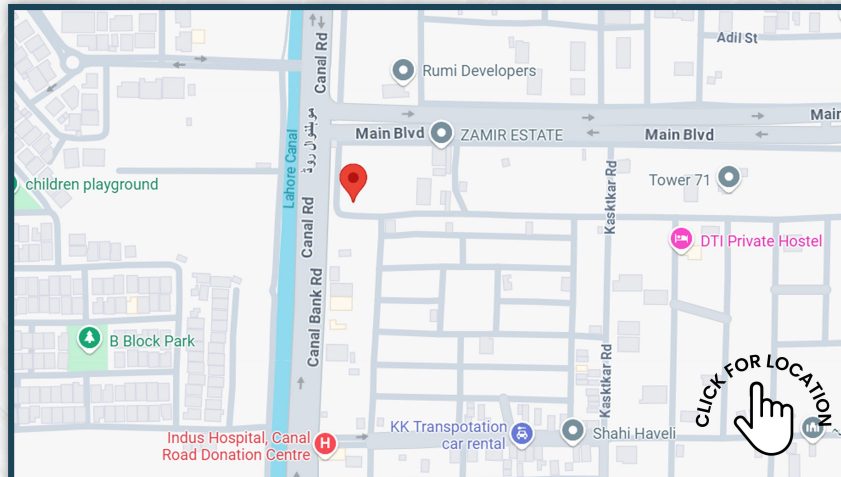 Adil St
Canal Rd
Rumi Developers
Main
Main Blvd
ZAMIR ESTATE
Main Blvd
Lahore Canal
children playground
Tower 71
Kasktkar Rd
Canal Rd
DTI Private Hostel
Canal Bank Rd
B Block Park
Kasktkar Rd
CLICK FOR LOCATION
KK Transpotation
car rental
Shahi Haveli
Indus Hospital, Canal
Road Donation Centre